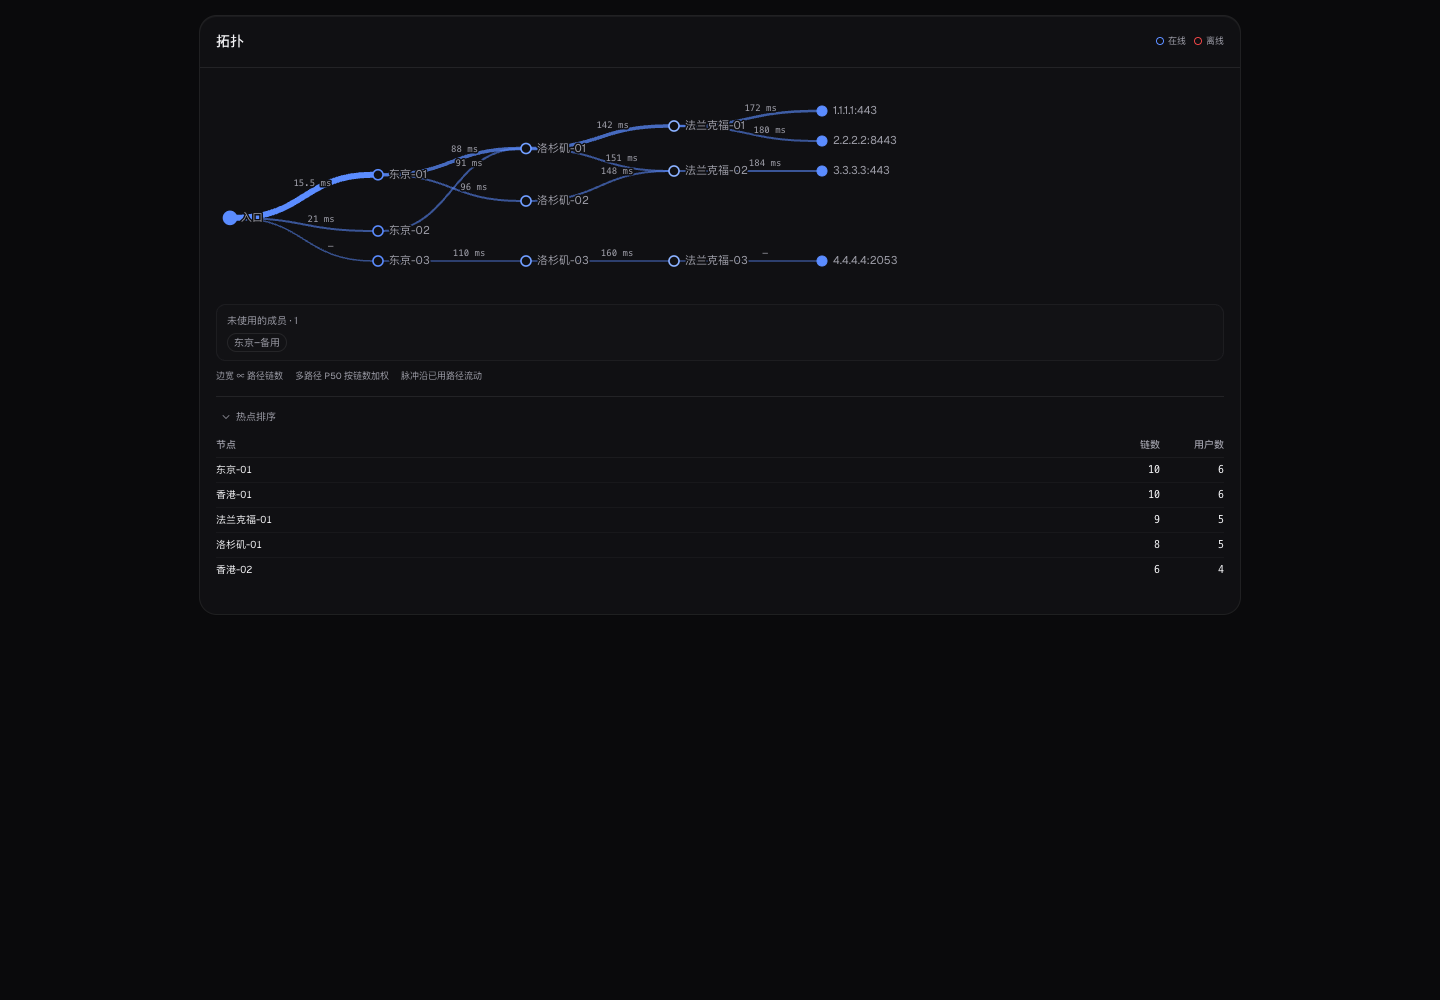 拓扑
在线 离线
172 ms 1.1.1.1:443
142 ms 法兰克福-01 180 ms
2.2.2.2:8443
88 ms 洛杉矶-01
91 ms 151 ms
148 ms 法兰克福-02 184 ms 3.3.3.3:443
15.5 ms 东京-01
96 ms 洛杉矶-02
入口 21 ms
东京-02
–
东京-03 110 ms 洛杉矶-03 160 ms 法兰克福-03 – 4.4.4.4:2053
未使用的成员 · 1
东京-备用
边宽 ∝ 路径链数 多路径 P50 按链数加权 脉冲沿已用路径流动
热点排序
节点 链数 用户数
东京-01 10 6
香港-01 10 6
法兰克福-01 9 5
洛杉矶-01 8 5
香港-02 6 4